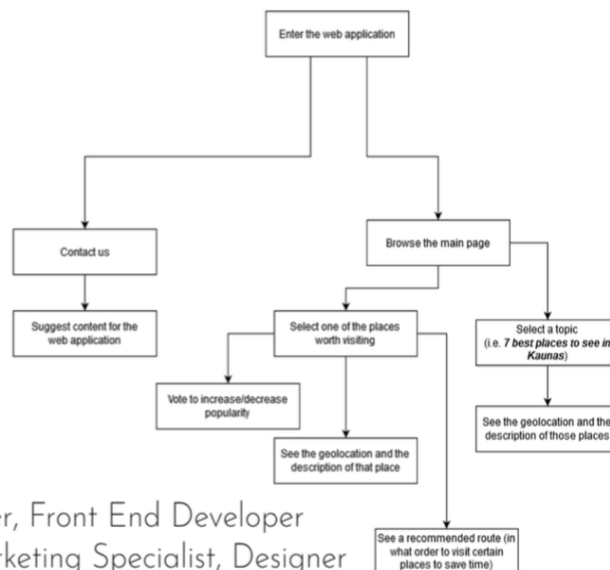 Enter the web application
Contact us
Browse the main page
Suggest content for the
web application
Select one of the places
worth visiting
Select a topic
(i.e. 7 best places to see in
Kaunas)
Vote to increase/decrease
popularity
See the geolocation and the
description of that place
See the geolocation and the
description of those places
Front End Developer
Specialist, Designer
See a recommended route (in
what order to visit certain
places to save time)